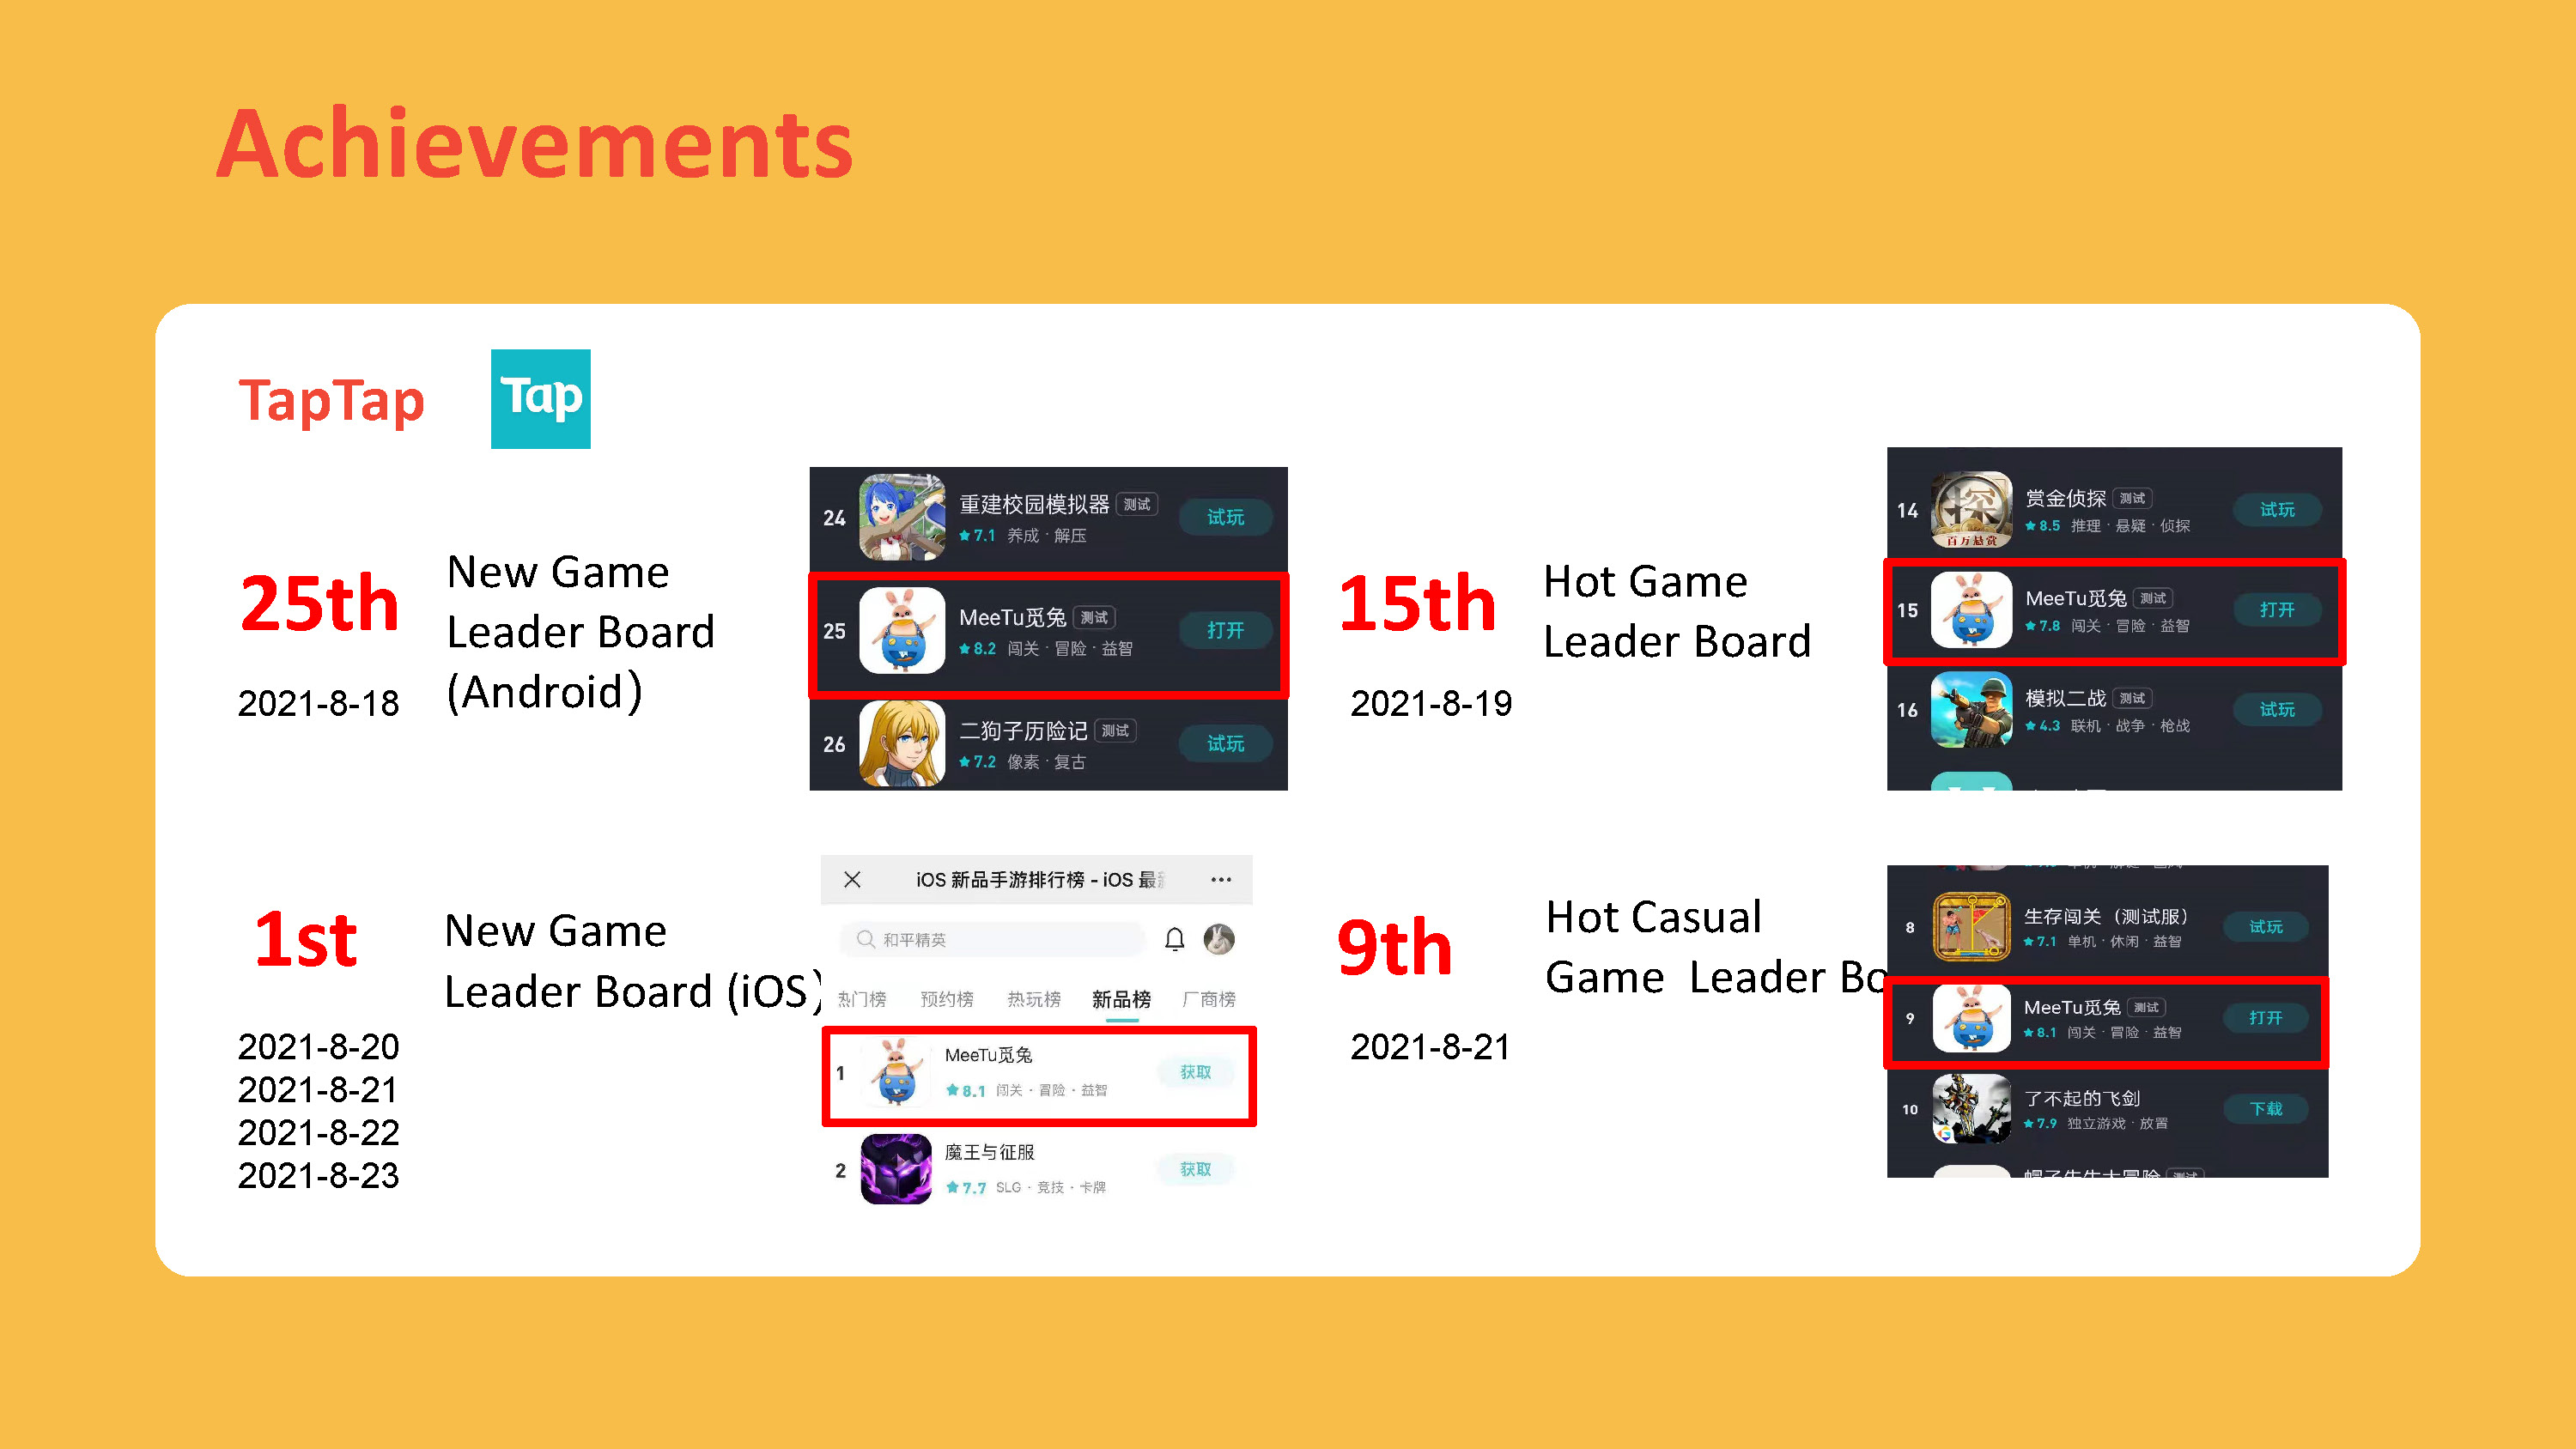 Achievements
TapTap
Tap
25th
2021-8-18
New Game
Leader Board
(Android)
24
重建校园模拟器 测试
7.1 养成 · 解压
试玩
25
MeeTu觅兔 测试
8.2 闯关 · 冒险 · 益智
打开
26
二狗子历险记 测试
7.2 像素 · 复古
试玩
15th
2021-8-19
Hot Game
Leader Board
14
赏金侦探 测试
8.5 推理 · 悬疑 · 侦探
试玩
探
百万悬赏
15
MeeTu觅兔 测试
7.8 闯关 · 冒险 · 益智
打开
16
模拟二战 测试
4.3 联机 · 战争 · 枪战
试玩
1st
New Game
Leader Board (iOS)
2021-8-20
2021-8-21
2021-8-22
2021-8-23
iOS 新品手游排行榜 - iOS 最
和平精英
热门榜 预约榜 热玩榜 新品榜 厂商榜
1
MeeTu觅兔
8.1 闯关 · 冒险 · 益智
获取
2
魔王与征服
7.7 SLG · 竞技 · 卡牌
获取
9th
2021-8-21
Hot Casual
Game Leader Bo
8
生存闯关（测试服）
7.1 单机 · 休闲 · 益智
试玩
9
MeeTu觅兔 测试
8.1 闯关 · 冒险 · 益智
打开
10
了不起的飞剑
7.9 独立游戏 · 放置
下载